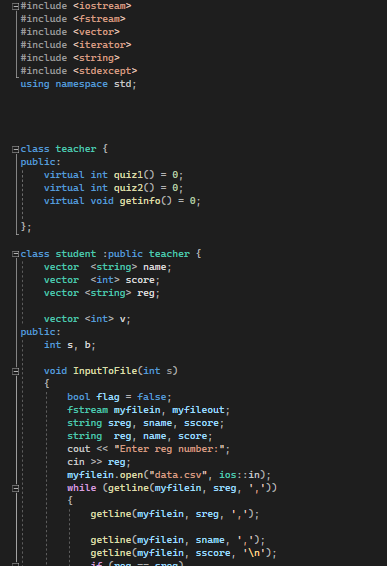 #include <iostream>
#include <fstream>
#include <vector>
#include <iterator>
#include <string>
#include <stdexcept>
using namespace std;
class teacher {
public:
    virtual int quiz1() = 0;
    virtual int quiz2() = 0;
    virtual void getinfo() = 0;
};
class student :public teacher {
    vector  <string> name;
    vector  <int> score;
    vector <string> reg;
    vector <int> v;
public:
    int s, b;
    void InputToFile(int s)
    {
        bool flag = false;
        fstream myfilein, myfileout;
        string sreg, sname, sscore;
        string  reg, name, score;
        cout << "Enter reg number:";
        cin >> reg;
        myfilein.open("data.csv", ios::in);
        while (getline(myfilein, sreg, ','))
        {
            getline(myfilein, sreg, ',');
            getline(myfilein, sname, ',');
            getline(myfilein, sscore, '\n');
            if (reg == sreg)